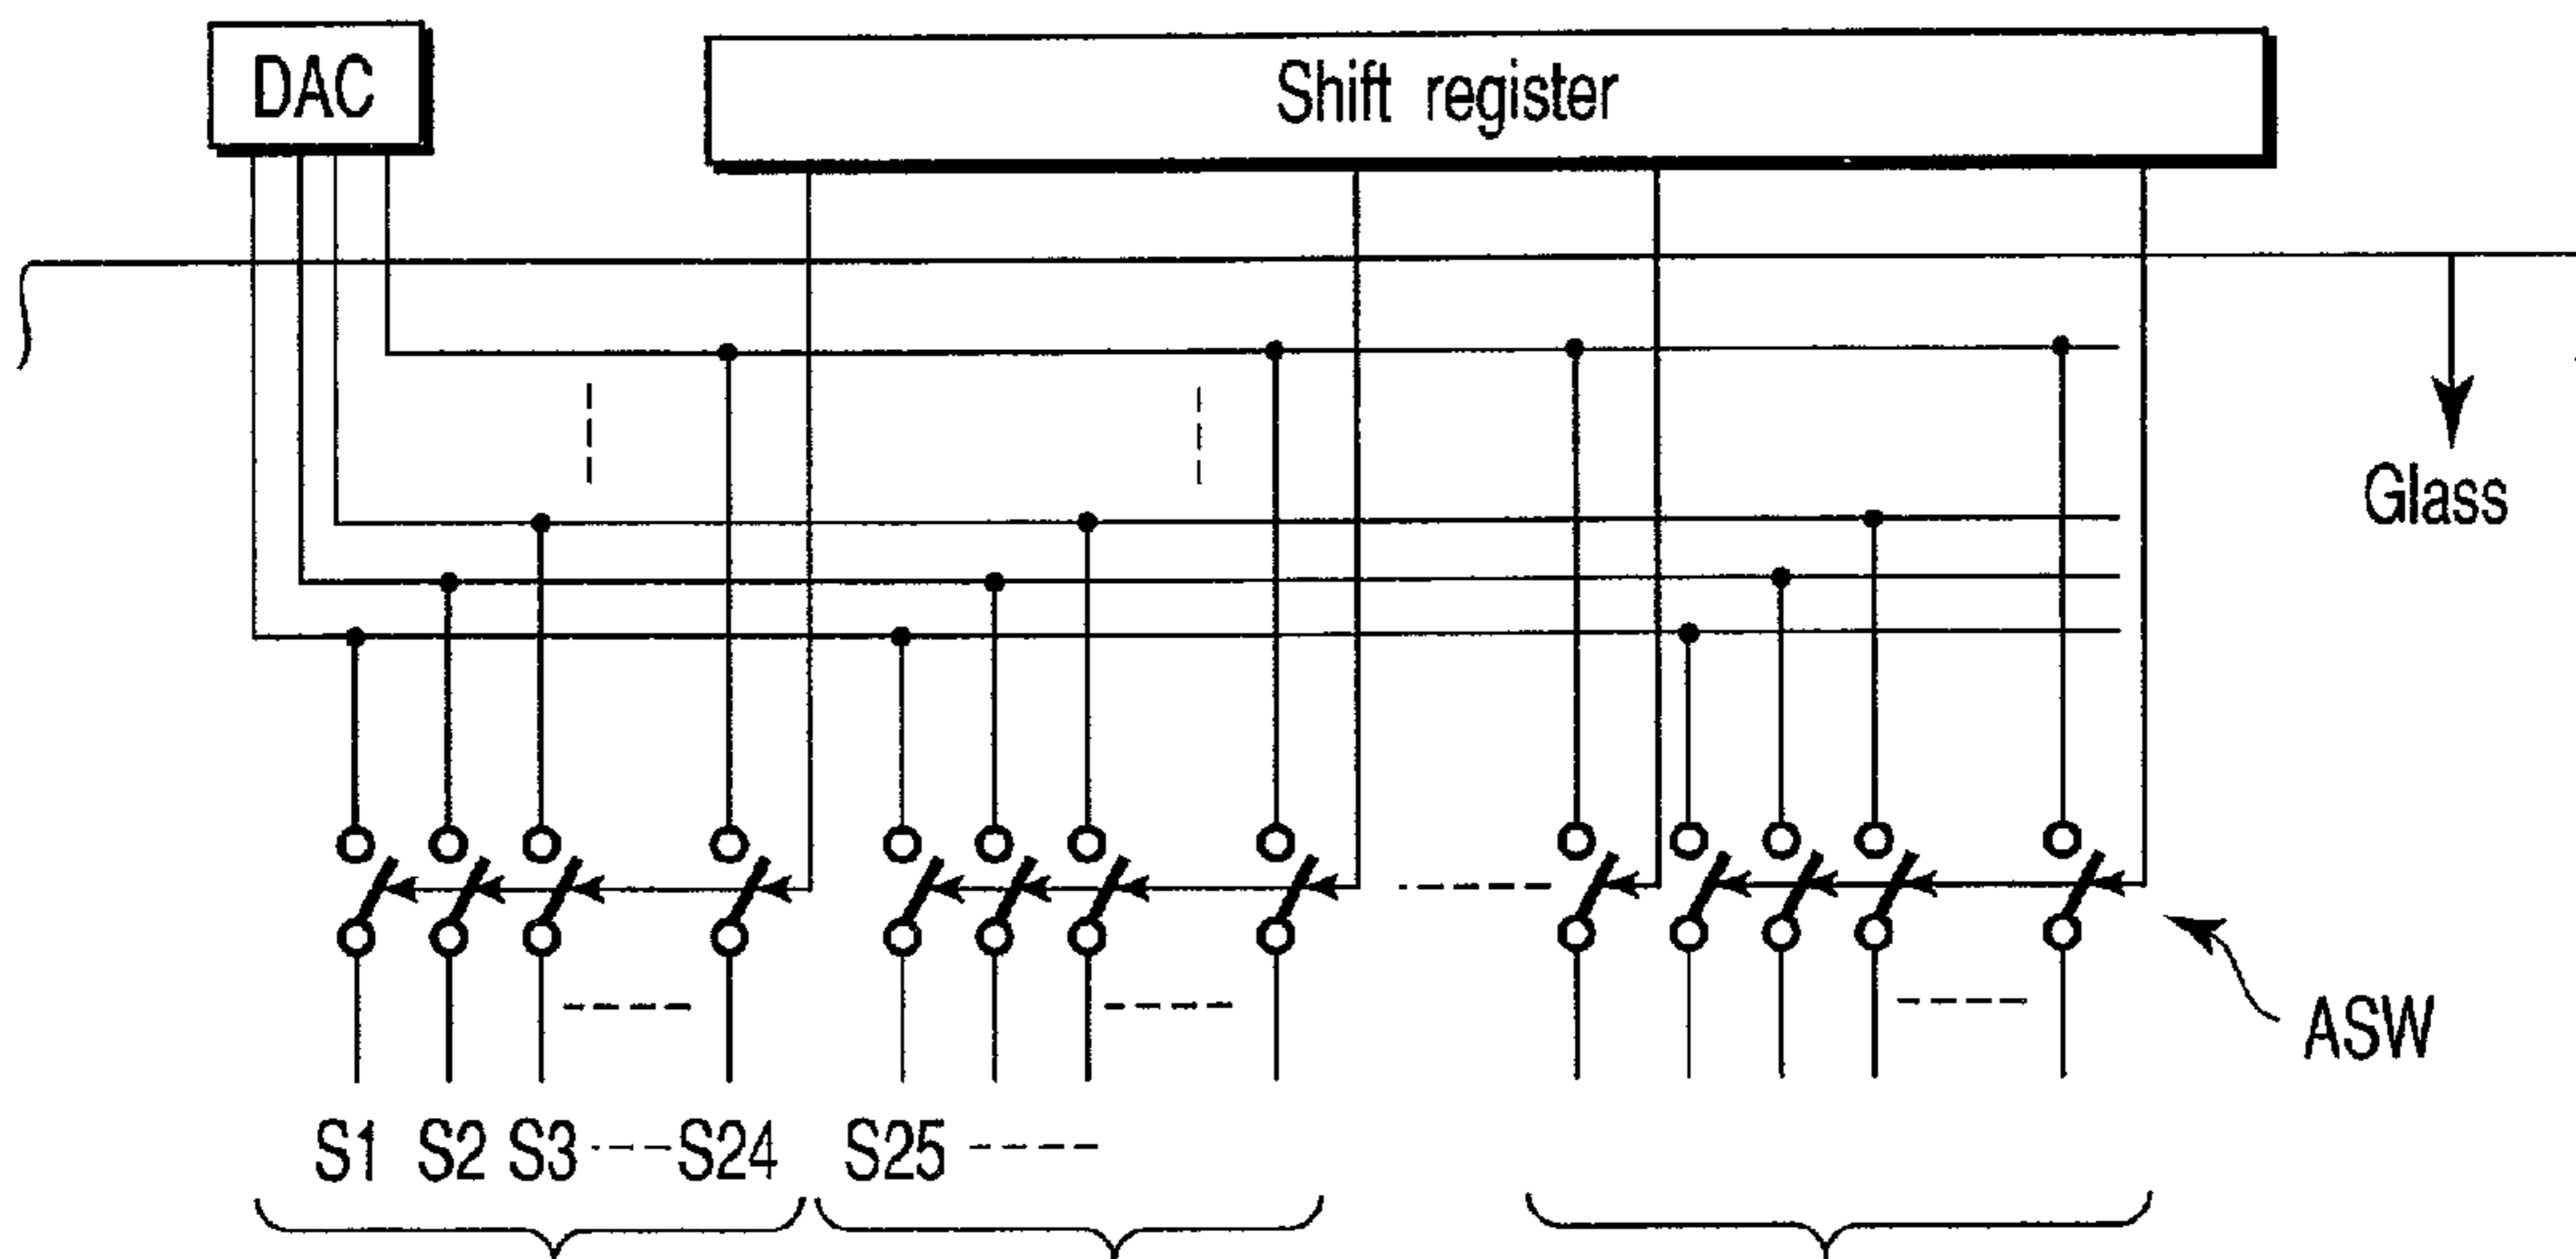 DAC
Shift register
Glass
ASW
S1 S2 S3 ---- S24 S25 -----